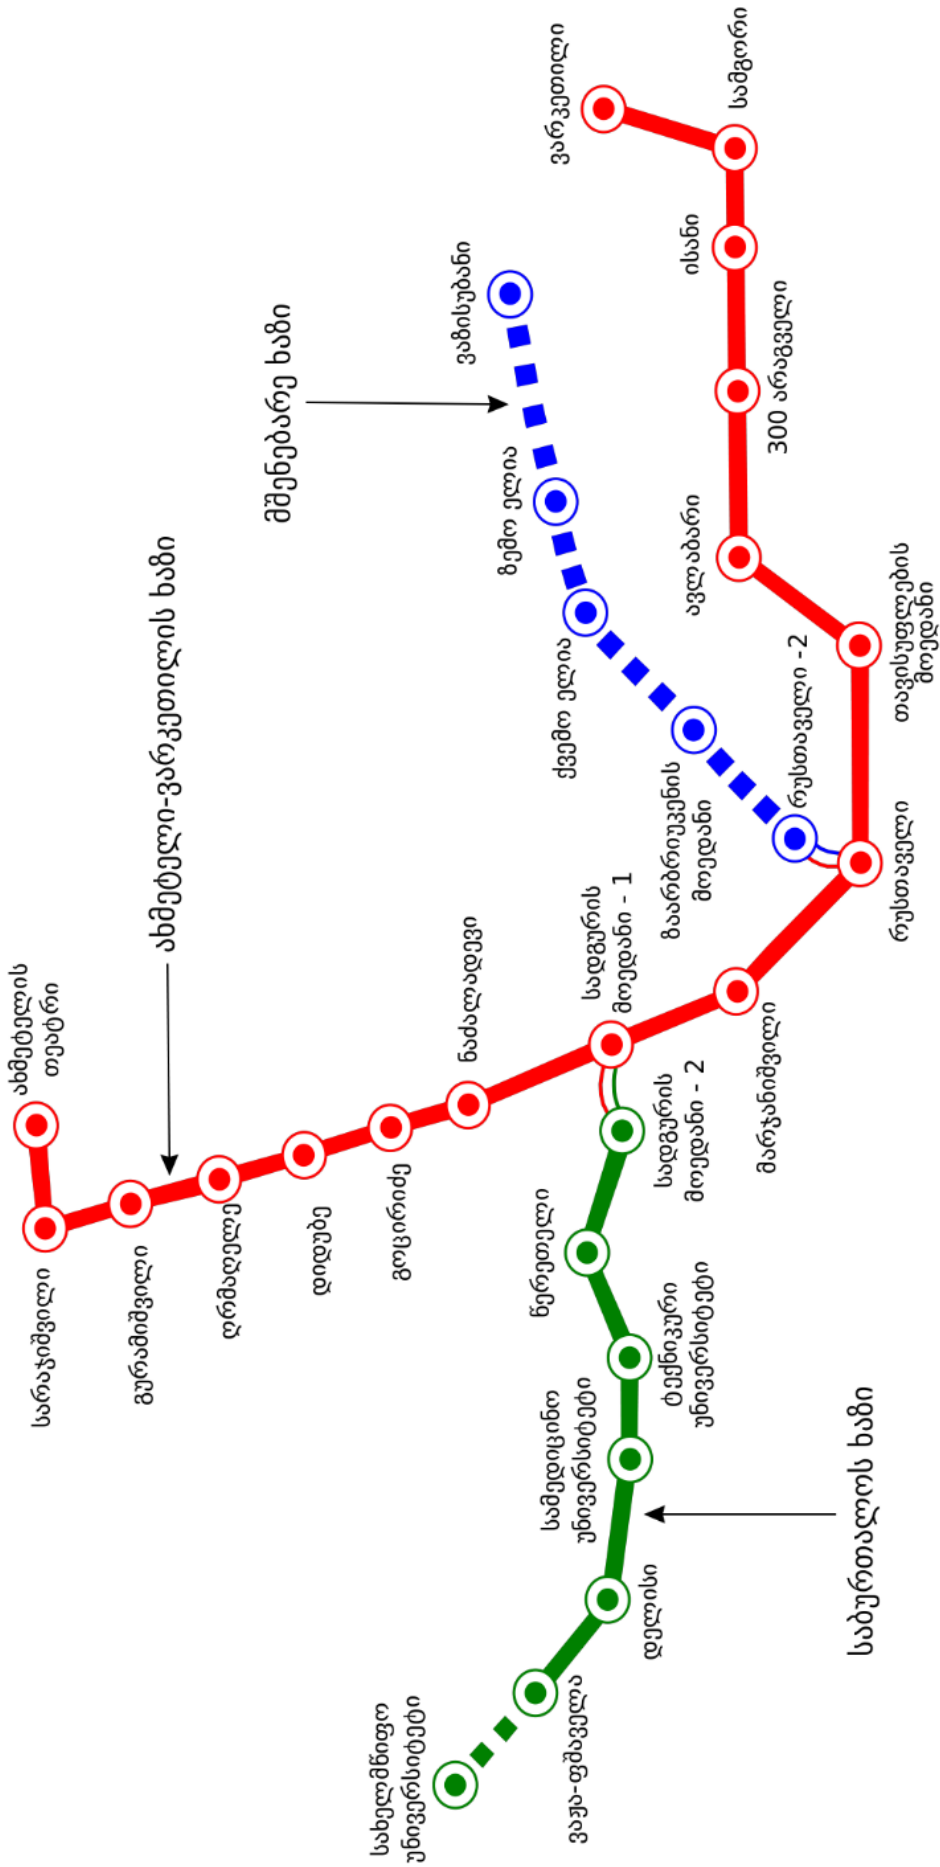 ახმეტელის
თეატრი
სარაჯიშვილი
გურამიშვილი
ღრმაღელე
დიდუბე
გოცირიძე
ნაძალადევი
სადგურის
მოედანი - 1
მარჯანიშვილი
რუსთაველი
თავისუფლების
მოედანი
ავლაბარი
300 არაგველი
ისანი
სამგორი
ვარკეთილი
ახმეტელი-ვარკეთილის ხაზი
მშენებარე ხაზი
ვაზისუბანი
ზემო ელია
ქვემო ელია
ზაარბრიუკენის
მოედანი
რუსთაველი -2
სახელმწიფო
უნივერსიტეტი
ვაჟა-ფშაველა
დელისი
სამედიცინო
უნივერსიტეტი
ტექნიკური
უნივერსიტეტი
წერეთელი
სადგურის
მოედანი - 2
საბურთალოს ხაზი